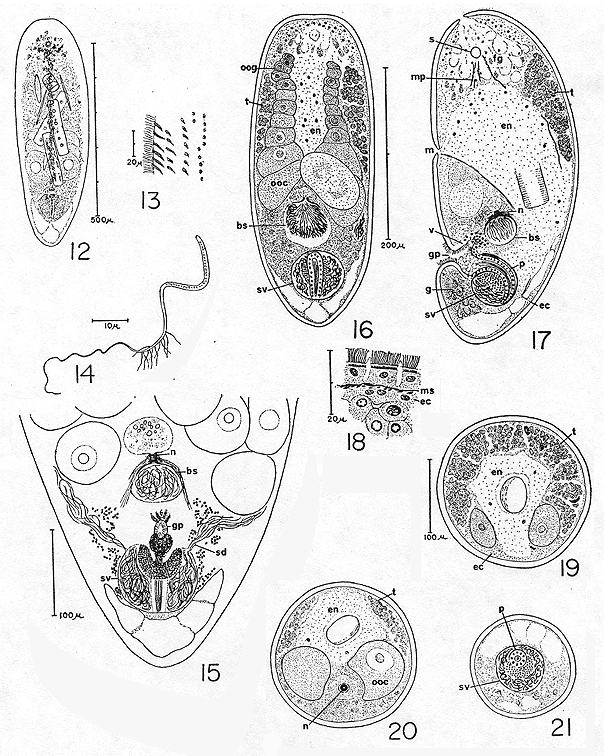 500µ
12
20µ
13
10µ
14
oog
t
en
ooc
bs
sv
200µ
16
s
fg
mp
t
en
m
n
bs
v
gp
p
g
sv
ec
17
20µ
ms
ec
18
n
bs
gp
sd
sv
100µ
15
t
en
100µ
ec
19
en
t
ooc
n
20
p
sv
21